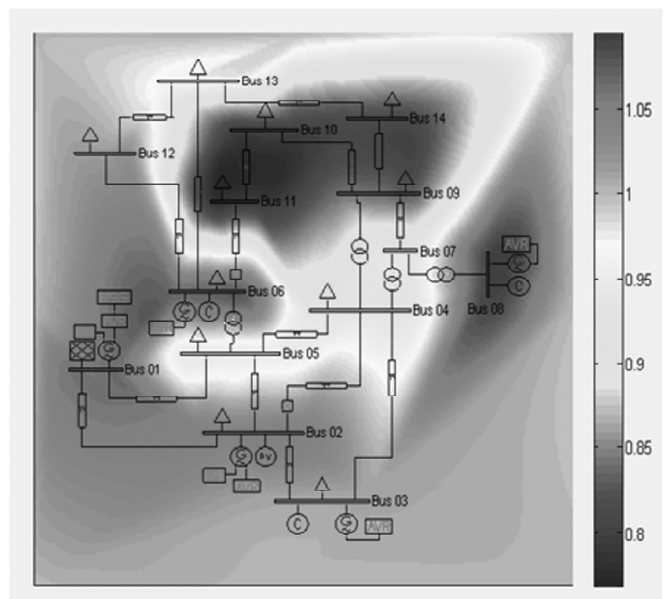 Bus 13
Bus 10
Bus 14
Bus 12
Bus 11
Bus 09
Bus 07
AVR
G
C
Bus 08
Bus 06
G
C
Bus 04
Bus 05
G
Bus 01
Bus 02
G
AVR
Bus 03
C
G
AVR
1.05
1
0.95
0.9
0.85
0.8